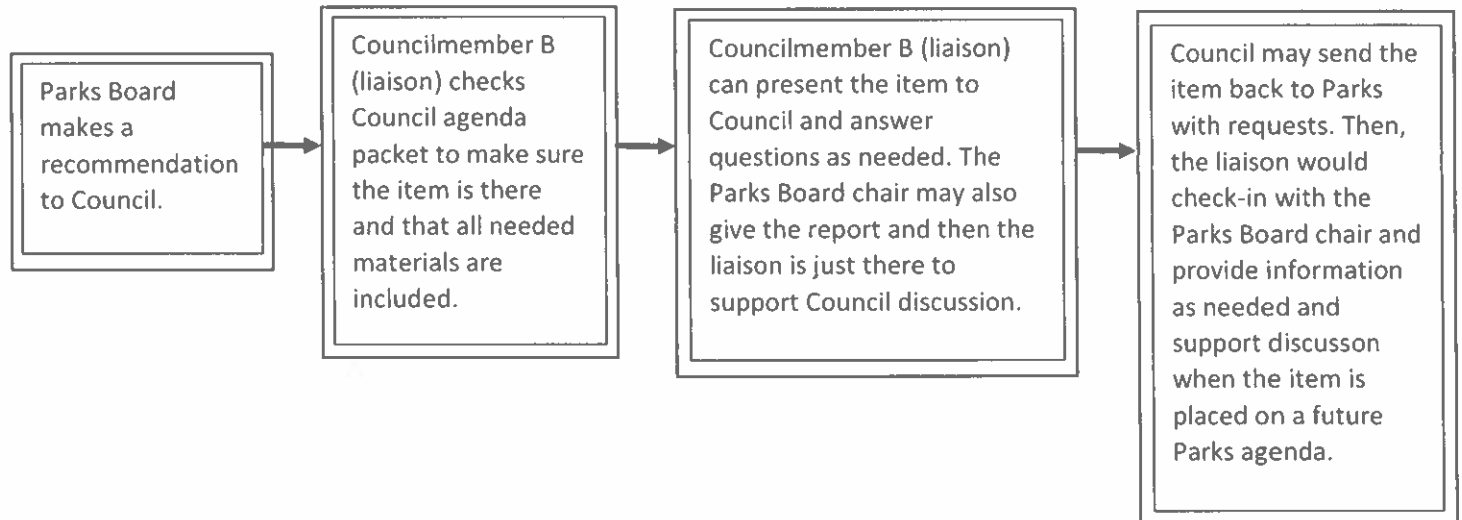 Parks Board
makes a
recommendation
to Council.
Councilmember B
(liaison) checks
Council agenda
packet to make sure
the item is there
and that all needed
materials are
included.
Councilmember B (liaison)
can present the item to
Council and answer
questions as needed. The
Parks Board chair may also
give the report and then the
liaison is just there to
support Council discussion.
Council may send the
item back to Parks
with requests. Then,
the liaison would
check-in with the
Parks Board chair and
provide information
as needed and
support discusson
when the item is
placed on a future
Parks agenda.